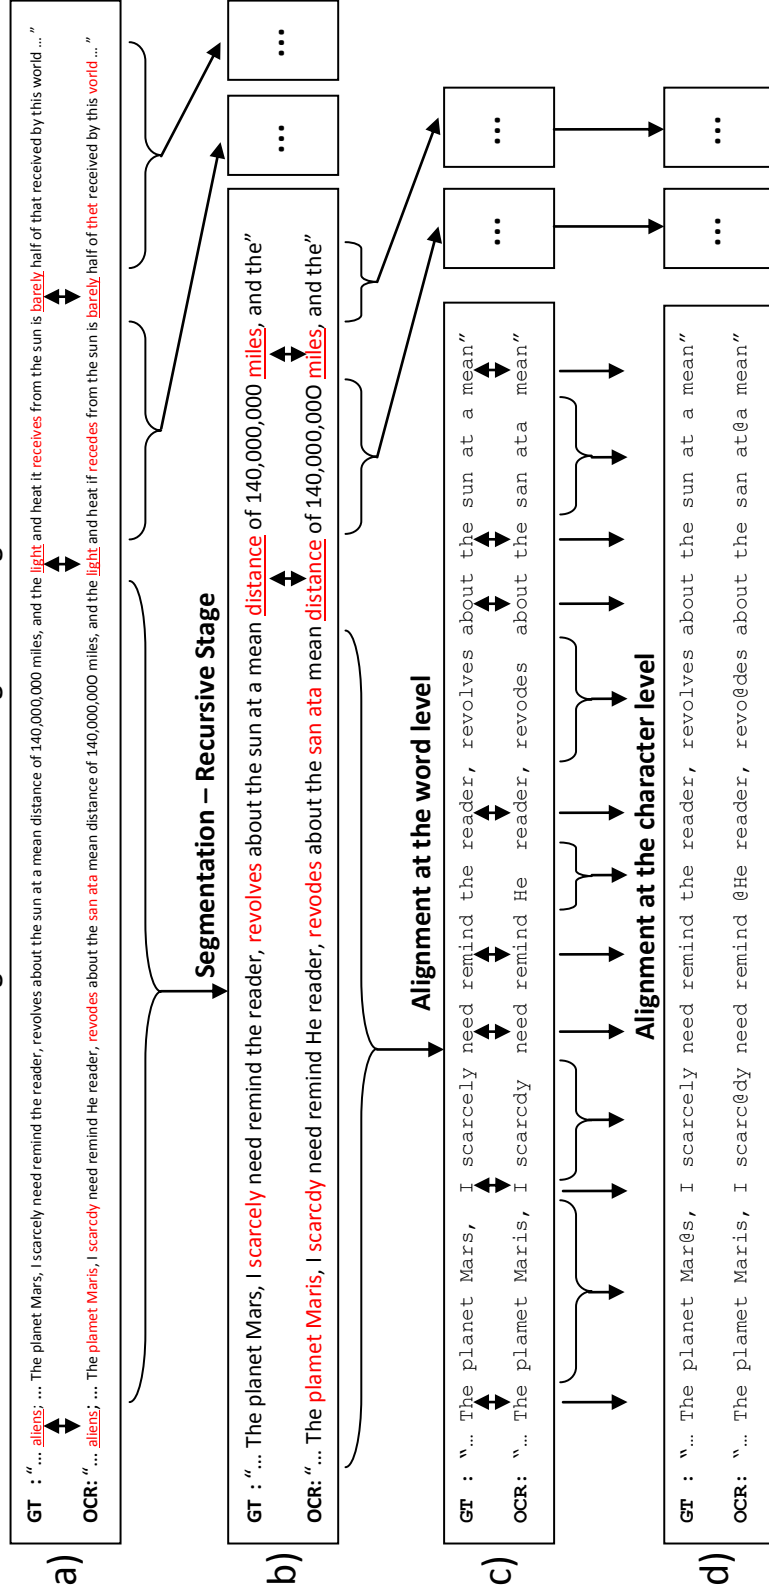 a)
GT : “… aliens; … The planet Mars, I scarcely need remind the reader, revolves about the sun at a mean distance of 140,000,000 miles, and the light and heat it receives from the sun is barely half of that received by this world … ”
OCR: “… aliens; … The plamet Maris, I scarcdy need remind He reader, revodes about the san ata mean distance of 140,000,00O miles, and the light and heat if recedes from the sun is barely half of thet received by this vorld … ”
Segmentation – Recursive Stage
b)
GT : “… The planet Mars, I scarcely need remind the reader, revolves about the sun at a mean distance of 140,000,000 miles, and the”
OCR: “… The plamet Maris, I scarcdy need remind He reader, revodes about the san ata mean distance of 140,000,00O miles, and the”
…
…
Alignment at the word level
c)
GT : “… The planet Mars, I scarcely need remind the reader, revolves about the sun at a mean”
OCR: “… The plamet Maris, I scarcdy need remind He reader, revodes about the san ata mean”
…
…
Alignment at the character level
d)
GT : “… The planet Mar@s, I scarcely need remind the reader, revolves about the sun at a mean”
OCR: “… The plamet Maris, I scarc@dy need remind @He reader, revo@des about the san at@a mean”
…
…